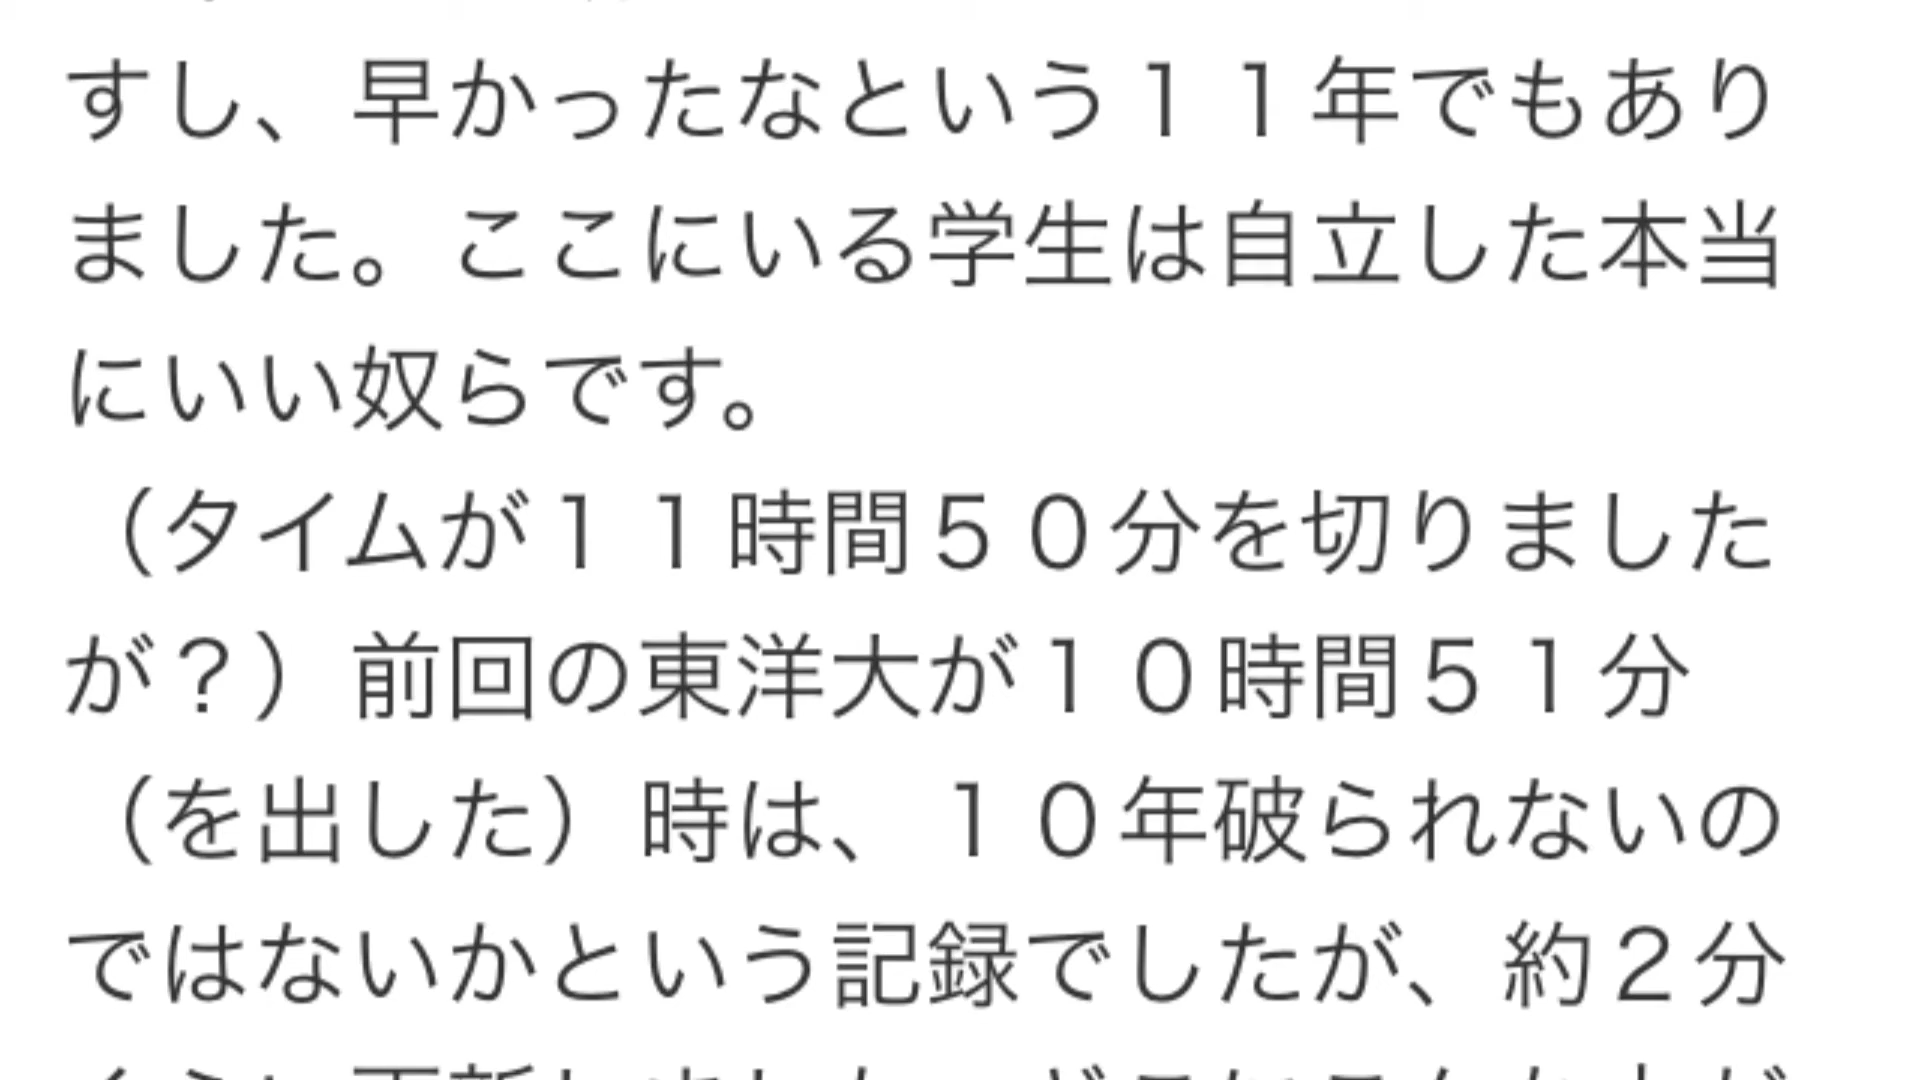 すし、早かったなという１１年でもあり
ました。ここにいる学生は自立した本当
にいい奴らです。
（タイムが１１時間５０分を切りました
が？）前回の東洋大が１０時間５１分
（を出した）時は、１０年破られないの
ではないかという記録でしたが、約２分